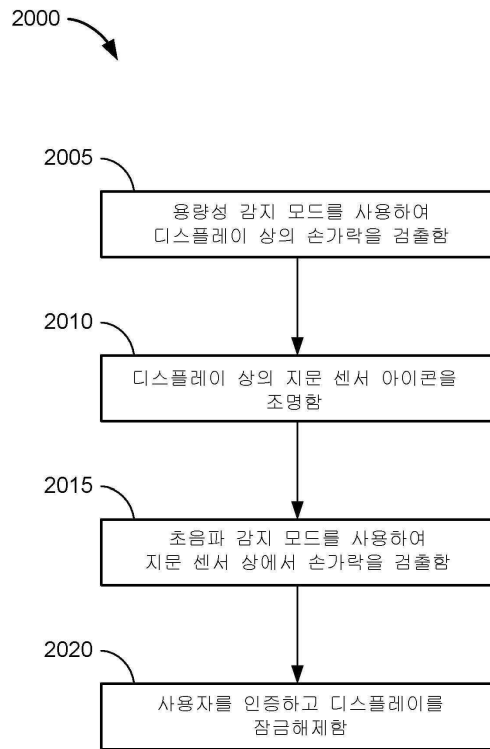 2000
2005
용량성 감지 모드를 사용하여
디스플레이 상의 손가락을 검출함
2010
디스플레이 상의 지문 센서 아이콘을
조명함
2015
초음파 감지 모드를 사용하여
지문 센서 상에서 손가락을 검출함
2020
사용자를 인증하고 디스플레이를
잠금해제함